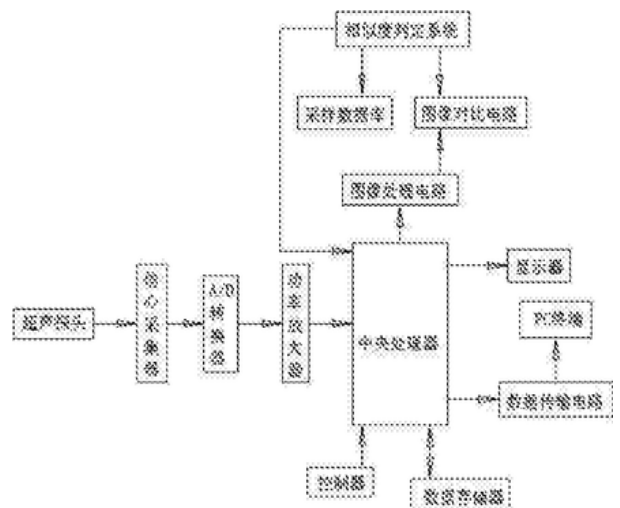 相似度判定系统
采样数据库
图像对比电路
图像处理电路
显示器
超声探头
信心采集器
A/D转换器
功率放大器
中央处理器
PC终端
数据传输电路
控制器
数据存储器